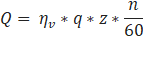 Q = η_v * q * z * n/60